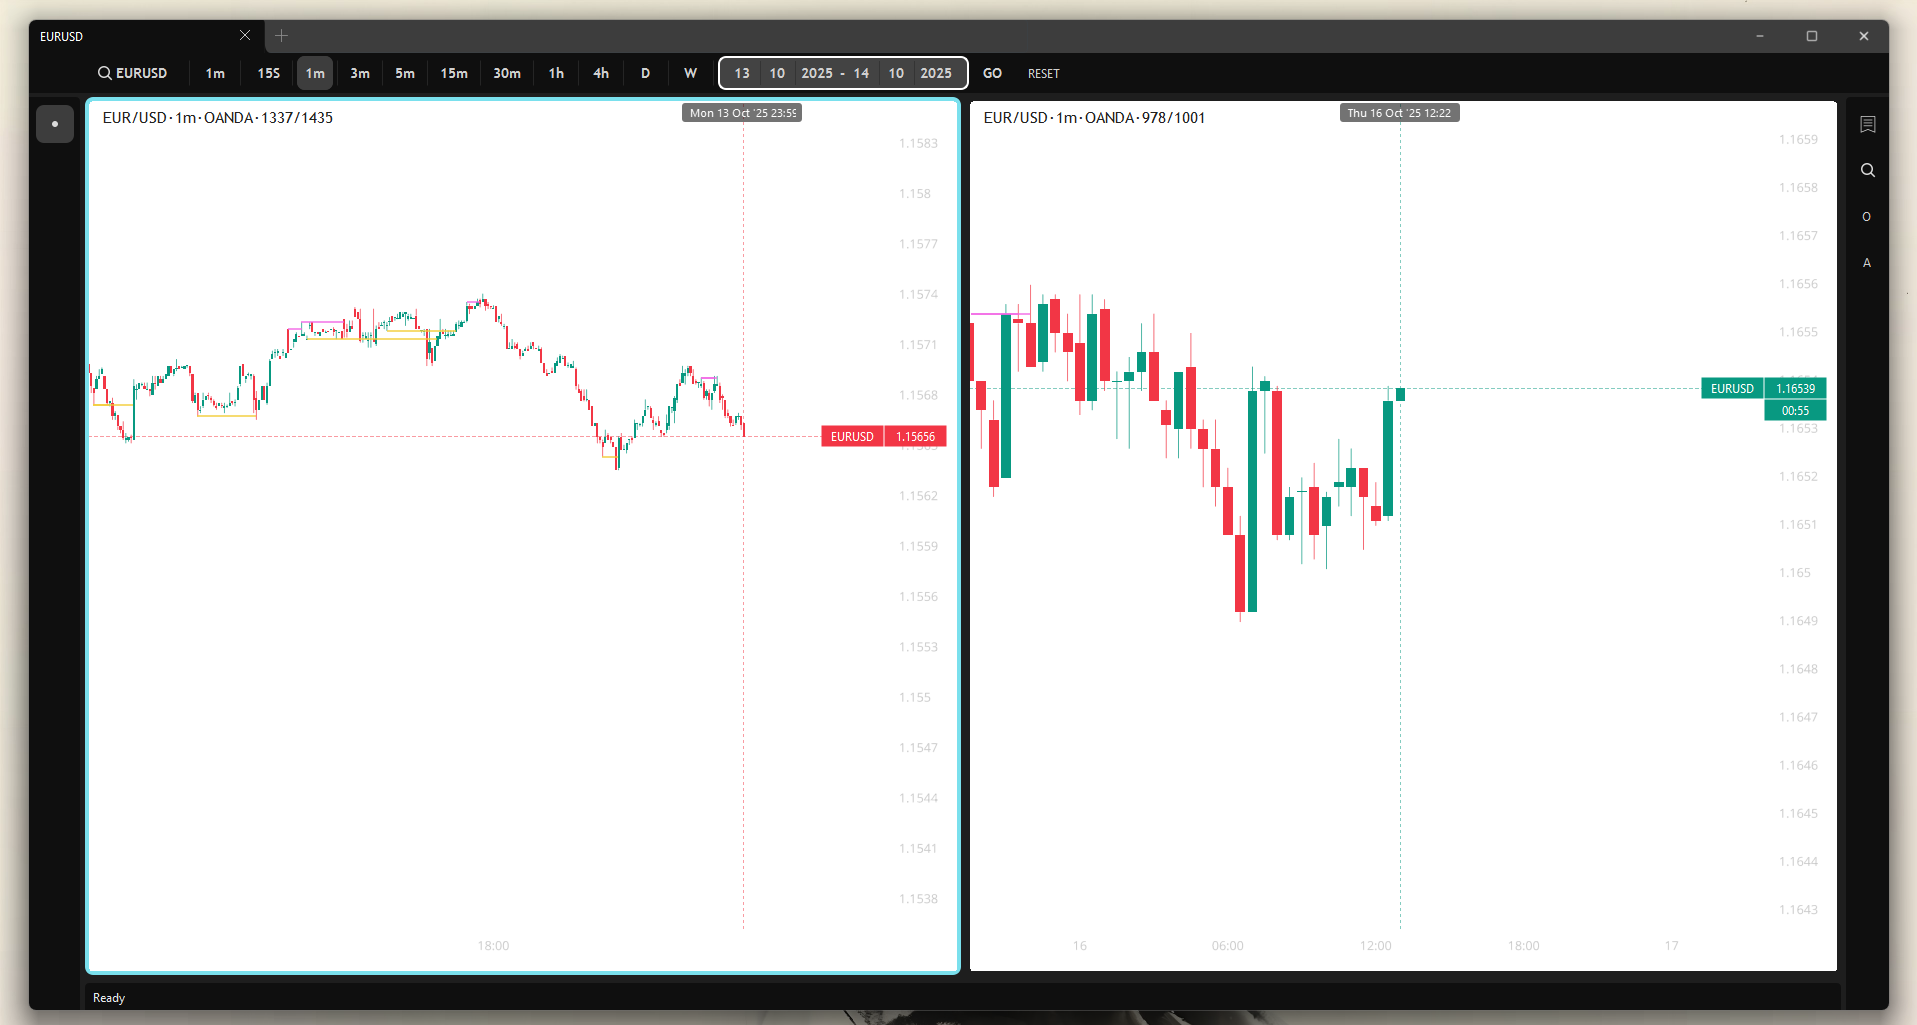 EURUSD
EURUSD 1m 15S 1m 3m 5m 15m 30m 1h 4h D W 13 10 2025 - 14 10 2025 GO RESET
EUR/USD·1m·OANDA·1337/1435
Mon 13 Oct '25 23:59
1.1583
1.158
1.1577
1.1574
1.1571
1.1568
EURUSD 1.15656
1.1562
1.1559
1.1556
1.1553
1.155
1.1547
1.1544
1.1541
1.1538
18:00
EUR/USD·1m·OANDA·978/1001
Thu 16 Oct '25 12:22
1.1659
1.1658
1.1657
1.1656
1.1655
EURUSD 1.16539
00:55
1.1653
1.1652
1.1651
1.165
1.1649
1.1648
1.1647
1.1646
1.1645
1.1644
1.1643
16 06:00 12:00 18:00 17
O
A
Ready